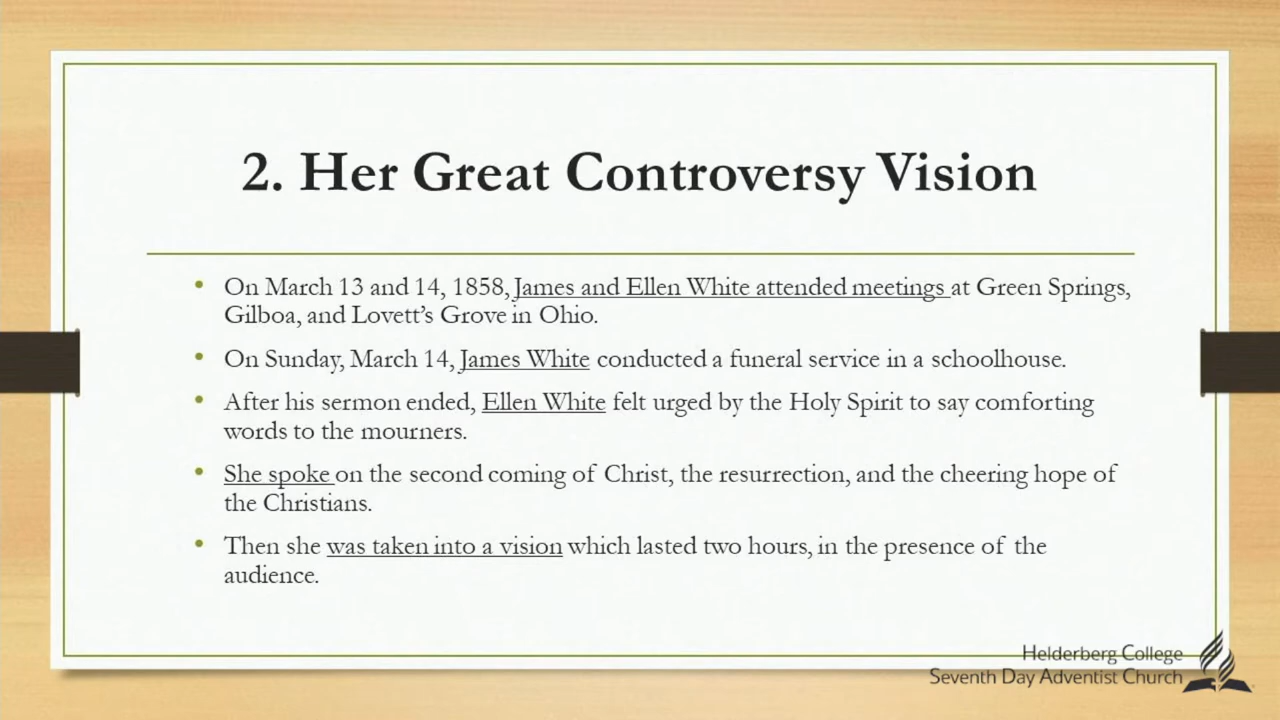 2. Her Great Controversy Vision
• On March 13 and 14, 1858, James and Ellen White attended meetings at Green Springs,
Gilboa, and Lovett’s Grove in Ohio.
• On Sunday, March 14, James White conducted a funeral service in a schoolhouse.
• After his sermon ended, Ellen White felt urged by the Holy Spirit to say comforting
words to the mourners.
• She spoke on the second coming of Christ, the resurrection, and the cheering hope of
the Christians.
• Then she was taken into a vision which lasted two hours, in the presence of the
audience.
Helderberg College
Seventh Day Adventist Church